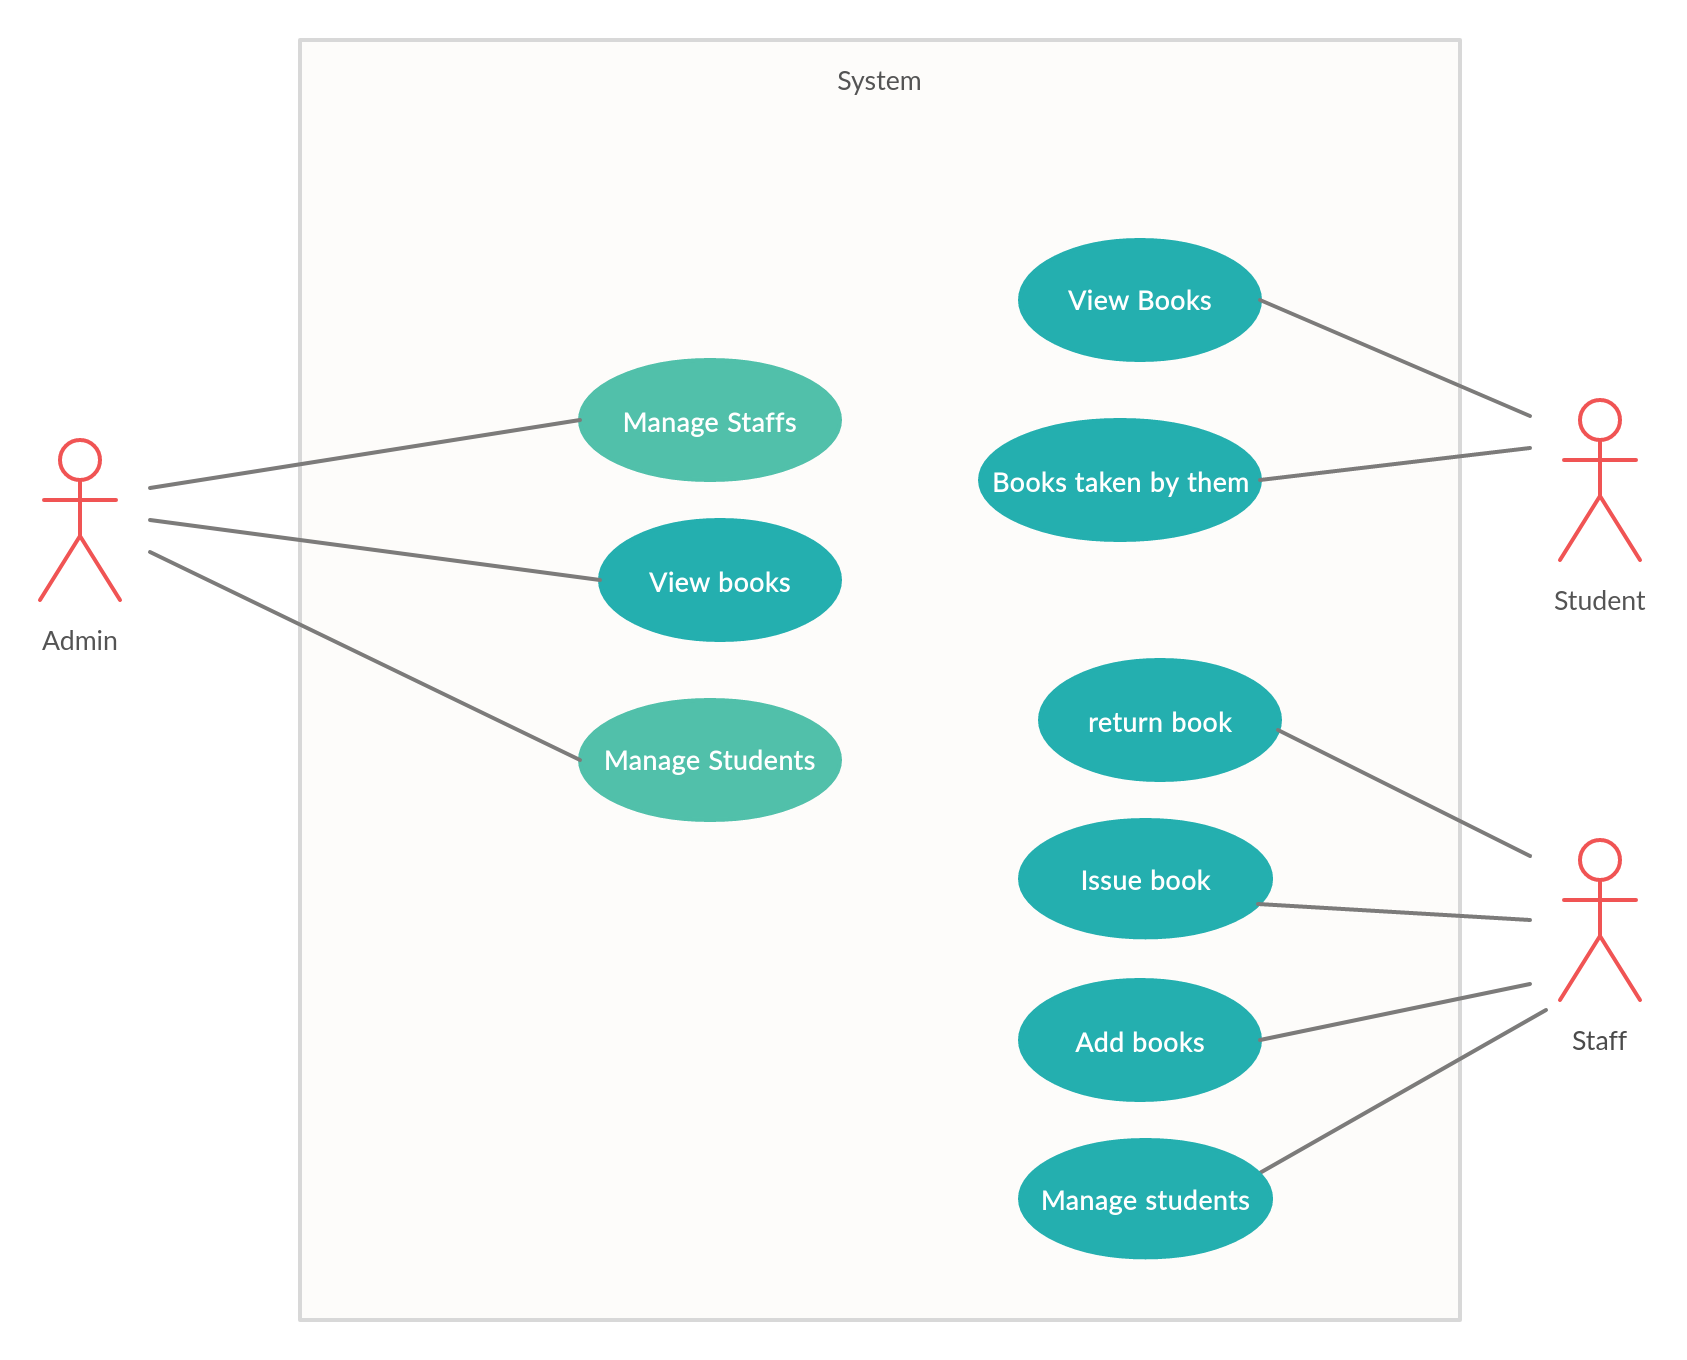 System
View Books
Manage Staffs
Books taken by them
View books
Student
Admin
return book
Manage Students
Issue book
Add books
Staff
Manage students